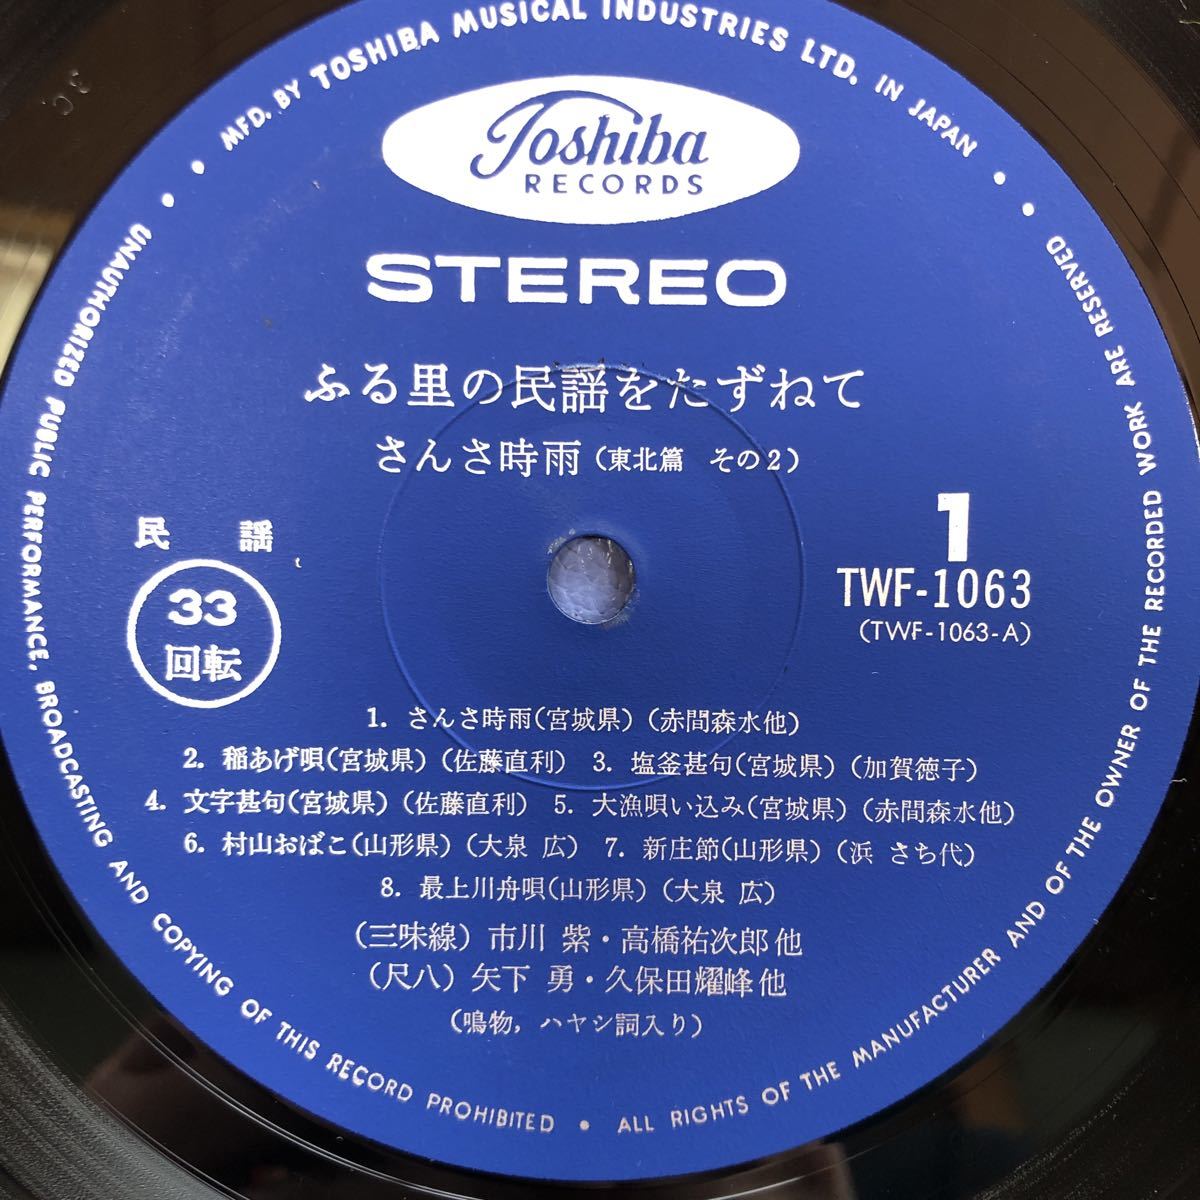 MFD. BY TOSHIBA MUSICAL INDUSTRIES LTD. IN JAPAN
Toshiba
RECORDS
STEREO
ふる里の民謡をたずねて
さんさ時雨(東北篇 その2)
民 謡
33
回転
1
TWF-1063
(TWF-1063-A)
1. さんさ時雨(宮城県)(赤間森水他)
2. 稲あげ唄(宮城県)(佐藤直利) 3. 塩釜甚句(宮城県)(加賀徳子)
4. 文字甚句(宮城県)(佐藤直利) 5. 大漁唄い込み(宮城県)(赤間森水他)
6. 村山おばこ(山形県)(大泉 広) 7. 新庄節(山形県)(浜 さち代)
8. 最上川舟唄(山形県)(大泉 広)
(三味線)市川 紫・高橋祐次郎他
(尺八)矢下 勇・久保田耀峰他
(鳴物,ハヤシ詞入り)
UNAUTHORIZED PUBLIC PERFORMANCE, BROADCASTING AND COPYING OF THIS RECORD PROHIBITED • ALL RIGHTS OF THE MANUFACTURER AND OF THE OWNER OF THE RECORDED WORK ARE RESERVED